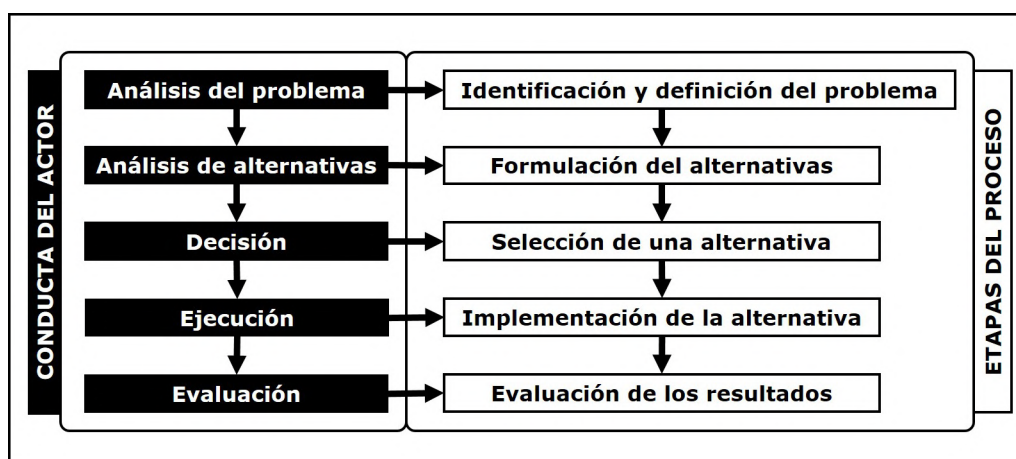 CONDUCTA DEL ACTOR
Análisis del problema
Identificación y definición del problema
Análisis de alternativas
Formulación del alternativas
Decisión
Selección de una alternativa
Ejecución
Implementación de la alternativa
Evaluación
Evaluación de los resultados
ETAPAS DEL PROCESO